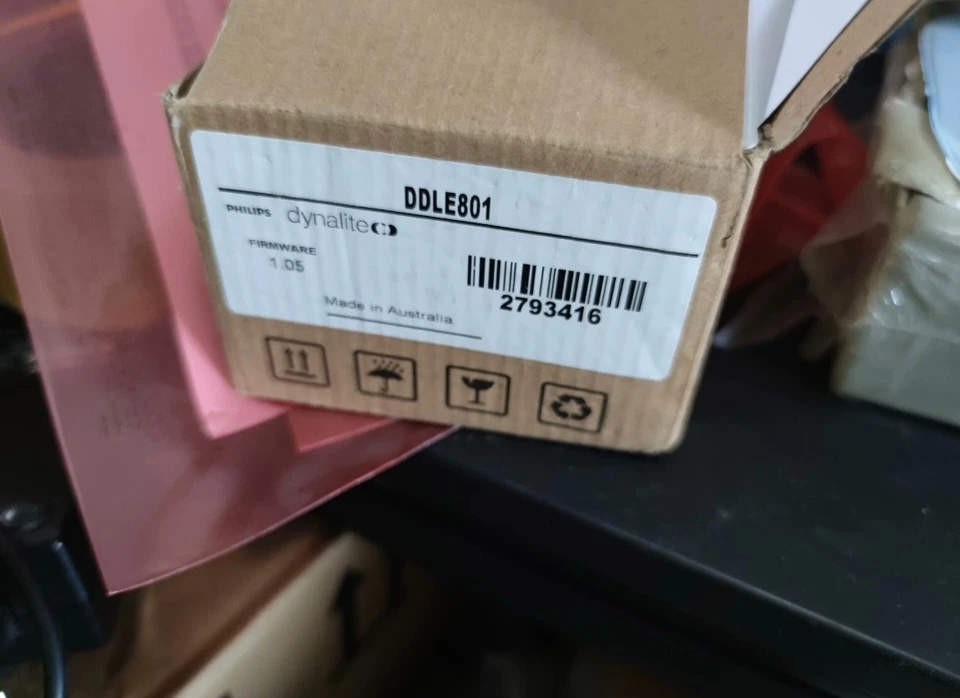 DDLE801
PHILIPS dynalite
FIRMWARE
1.05
2793416
Made in Australia